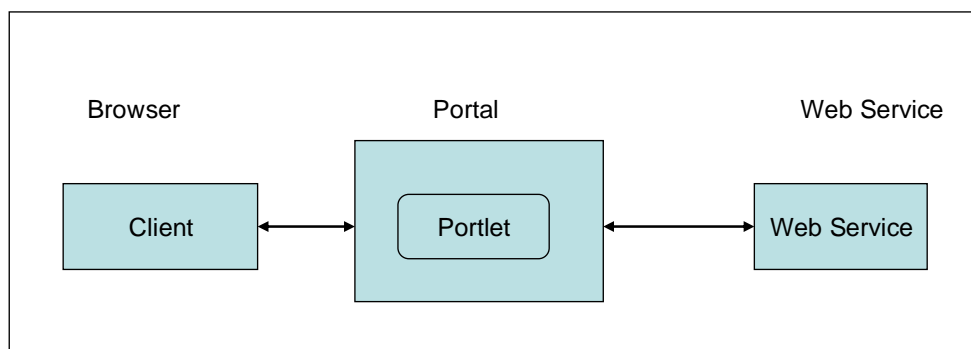 Browser
Portal
Web Service
Client
Portlet
Web Service